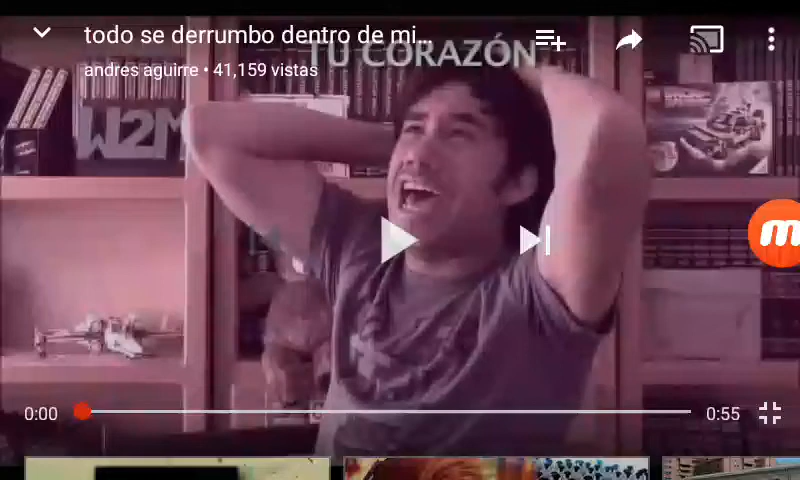 todo se derrumbo dentro de mi...
TU CORAZÓN
andres aguirre • 41,159 vistas
W2M
0:00
0:55
m